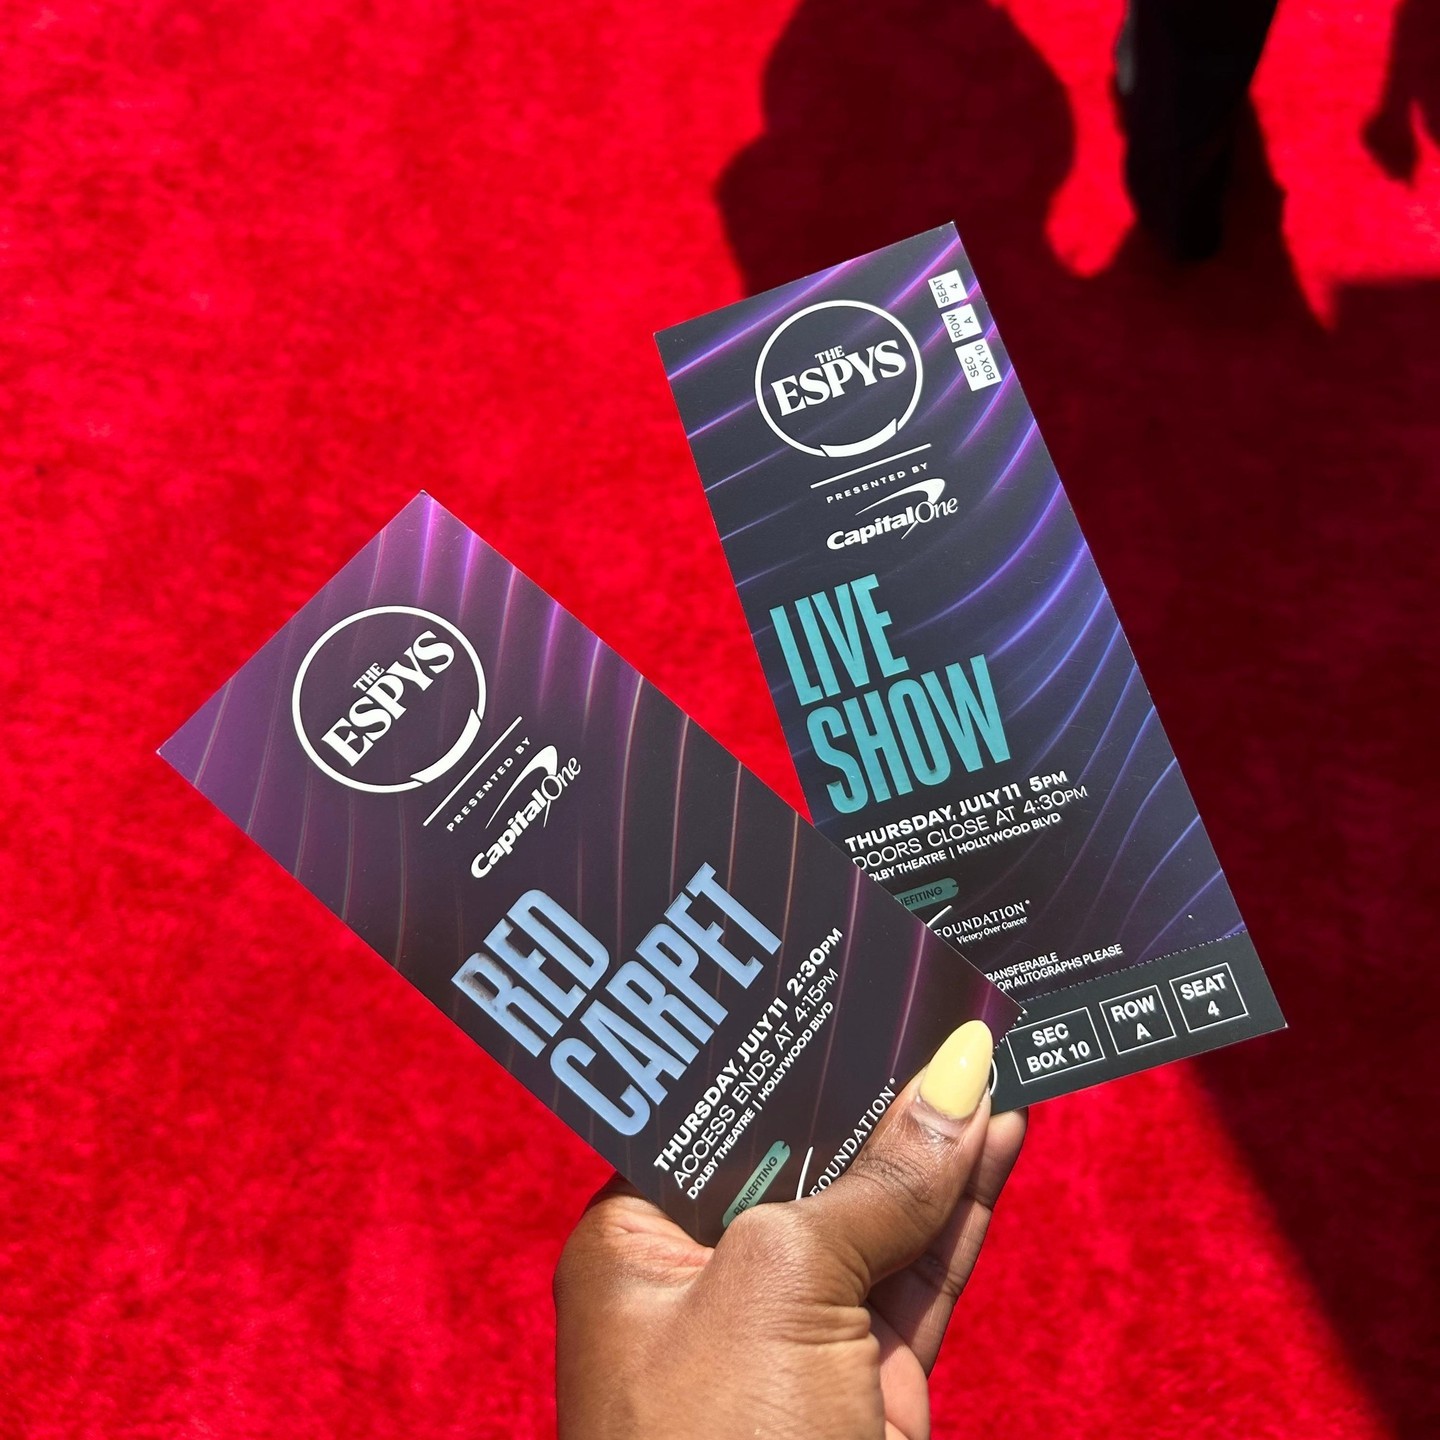 THE
ESPYS
PRESENTED BY
CapitalOne
RED
CARPET
THURSDAY, JULY 11 2:30PM
ACCESS ENDS AT 4:15PM
DOLBY THEATRE | HOLLYWOOD BLVD
BENEFITING
FOUNDATION®
SEC
BOX 10
ROW
A
SEAT
4
THE
ESPYS
PRESENTED BY
CapitalOne
LIVE
SHOW
THURSDAY, JULY 11 5PM
DOORS CLOSE AT 4:30PM
DOLBY THEATRE | HOLLYWOOD BLVD
NEFITING
FOUNDATION®
Victory Over Cancer
RANSFERABLE
OR AUTOGRAPHS PLEASE
SEC
BOX 10
ROW
A
SEAT
4